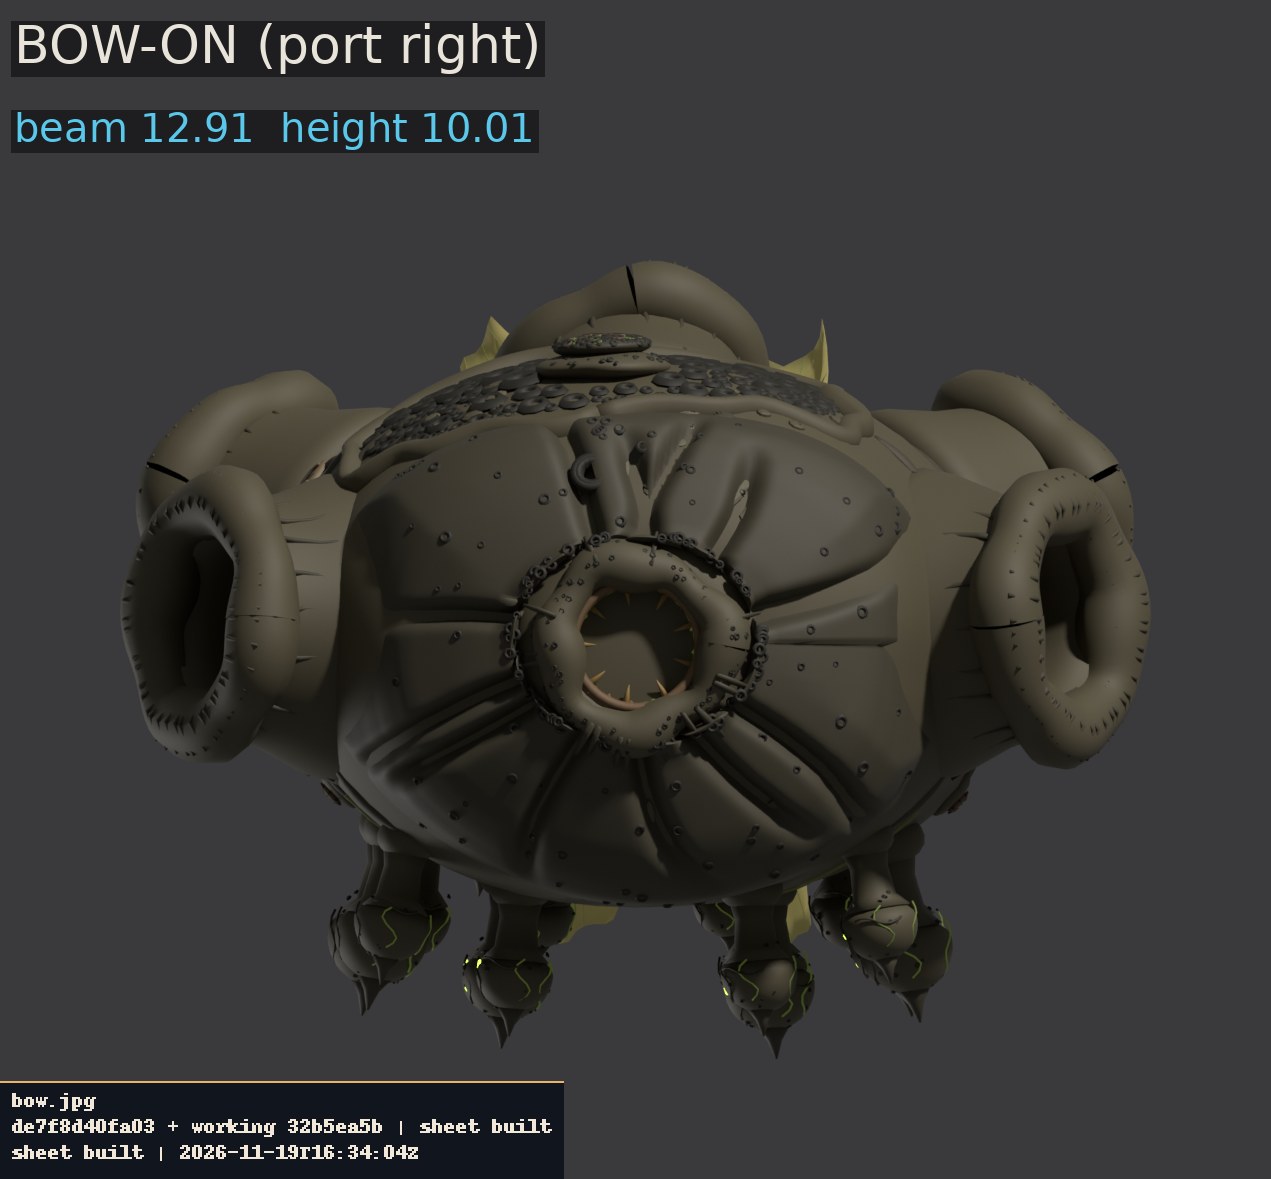 BOW-ON (port right)
beam 12.91 height 10.01
bow.jpg
de7f8d40fa03 + working 32b5ea5b | sheet built
sheet built | 2026-11-19T16:34:04Z